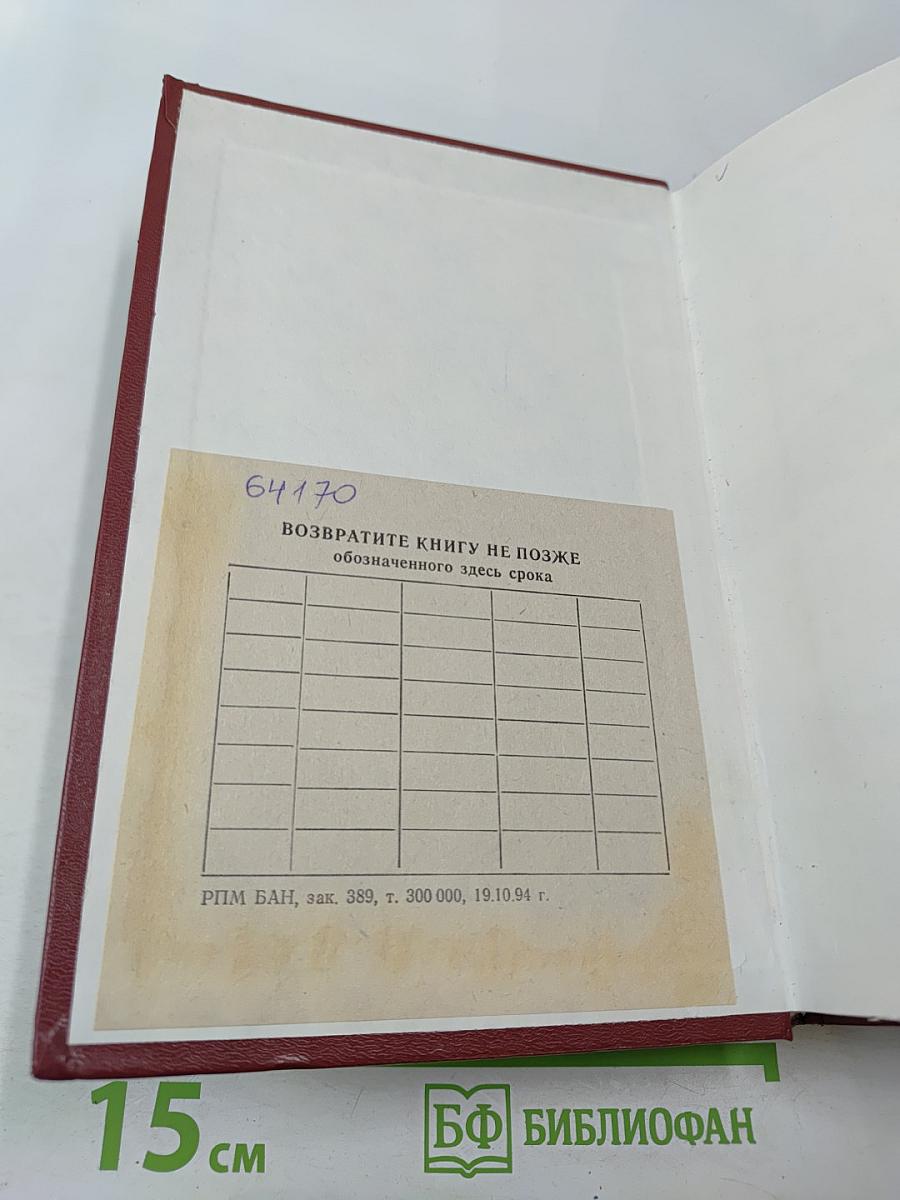 64170
ВОЗВРАТИТЕ КНИГУ НЕ ПОЗЖЕ
обозначенного здесь срока
РПМ БАН, зак. 389, т. 300 000, 19.10.94 г.
15 см
БФ БИБЛИОФАН